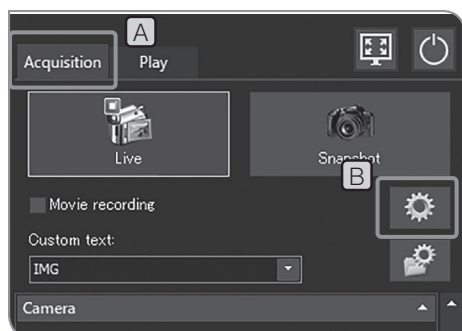 A
Acquisition Play
Live Snapshot
B
Movie recording
Custom text:
IMG
Camera